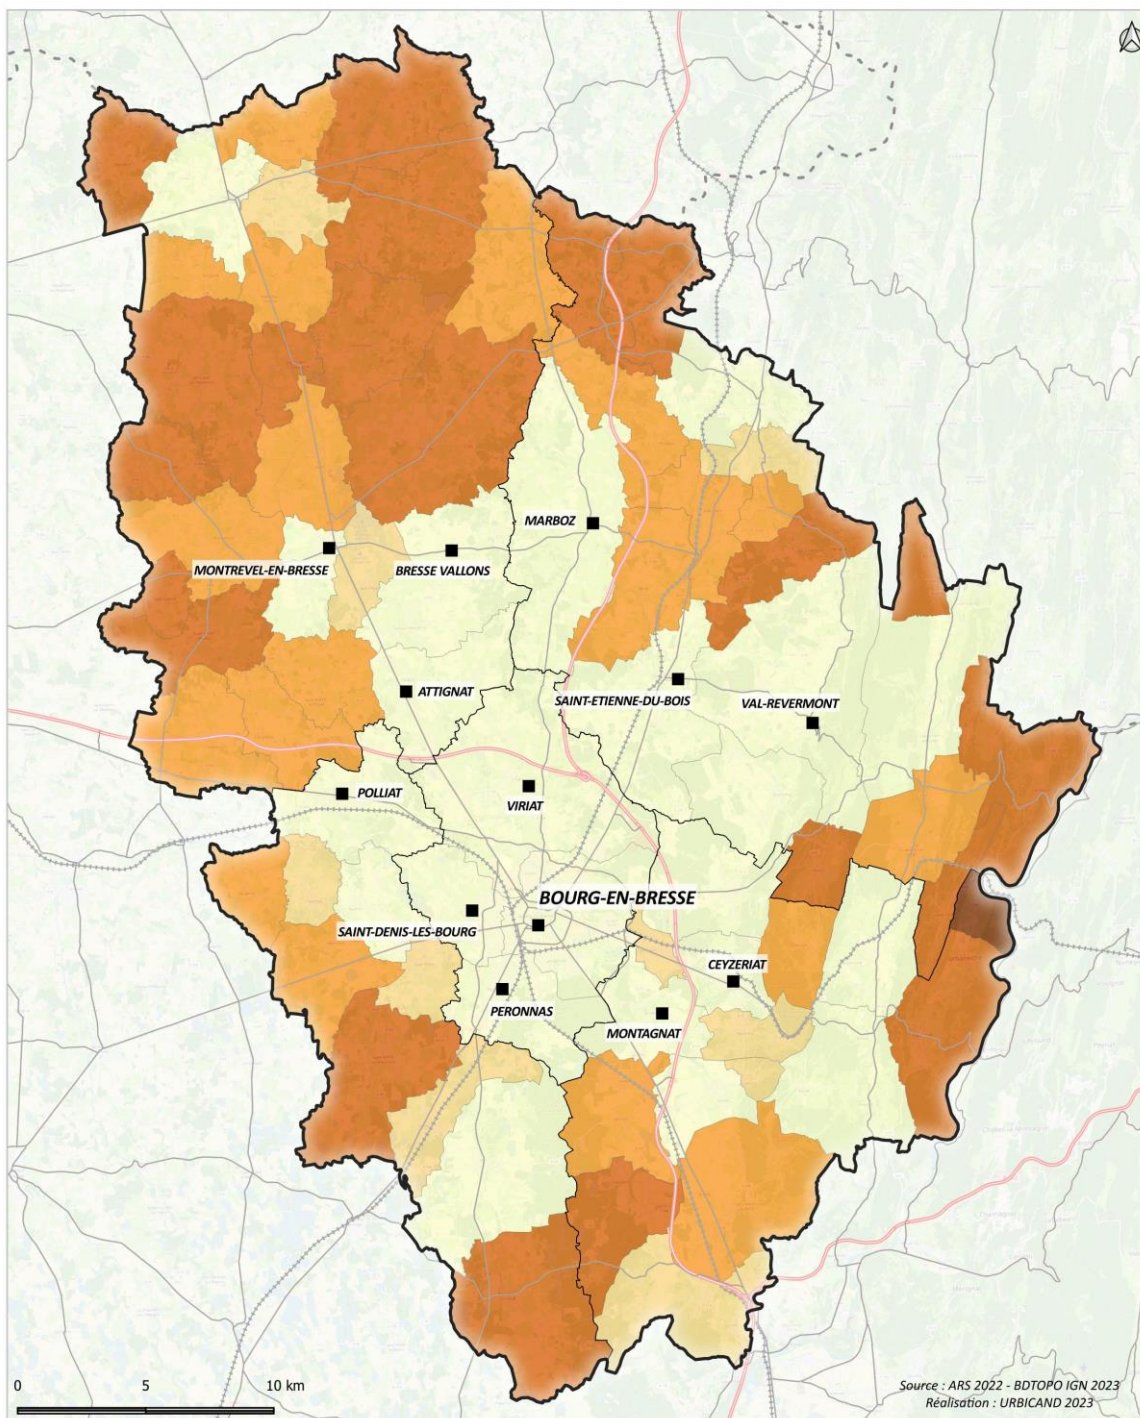 MARBOZ
MONTREVEL-EN-BRESSE
BRESSE VALLONS
ATTIGNAT
SAINT-ETIENNE-DU-BOIS
VAL-REVERMONT
POLLIAT
VIRIAT
BOURG-EN-BRESSE
SAINT-DENIS-LES-BOURG
CEYZERIAT
PERONNAS
MONTAGNAT
0 5 10 km
Source : ARS 2022 - BDTOPO IGN 2023
Réalisation : URBICAND 2023